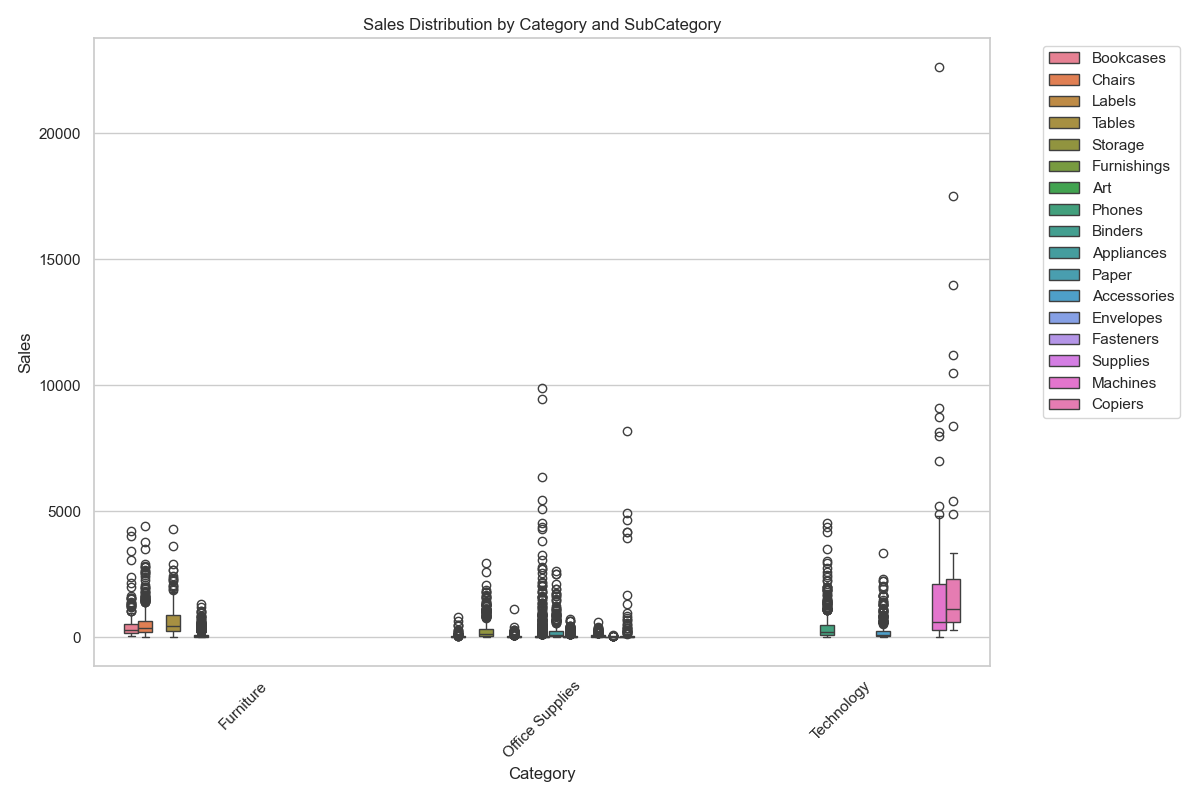 Sales Distribution by Category and SubCategory
Sales
20000
15000
10000
5000
0
Furniture
Office Supplies
Technology
Category
Bookcases
Chairs
Labels
Tables
Storage
Furnishings
Art
Phones
Binders
Appliances
Paper
Accessories
Envelopes
Fasteners
Supplies
Machines
Copiers